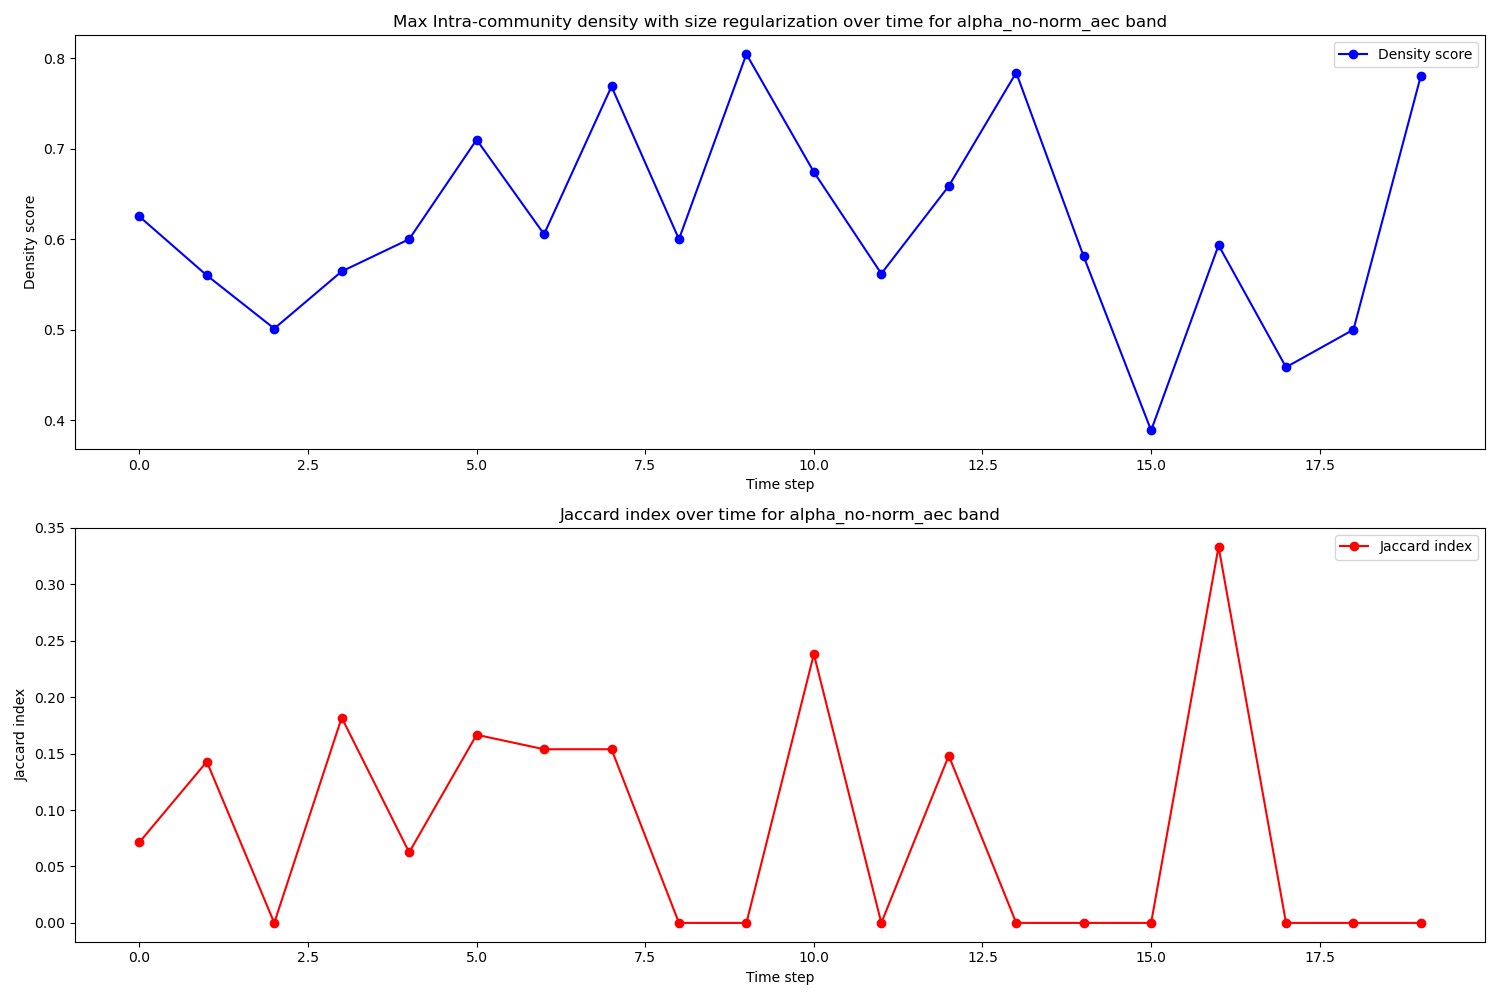 Max Intra-community density with size regularization over time for alpha_no-norm_aec band
Density score
0.8
0.7
0.6
0.5
0.4
Density score
0.0 2.5 5.0 7.5 10.0 12.5 15.0 17.5
Time step
Jaccard index over time for alpha_no-norm_aec band
Jaccard index
0.35
0.30
0.25
0.20
0.15
0.10
0.05
0.00
Jaccard index
0.0 2.5 5.0 7.5 10.0 12.5 15.0 17.5
Time step